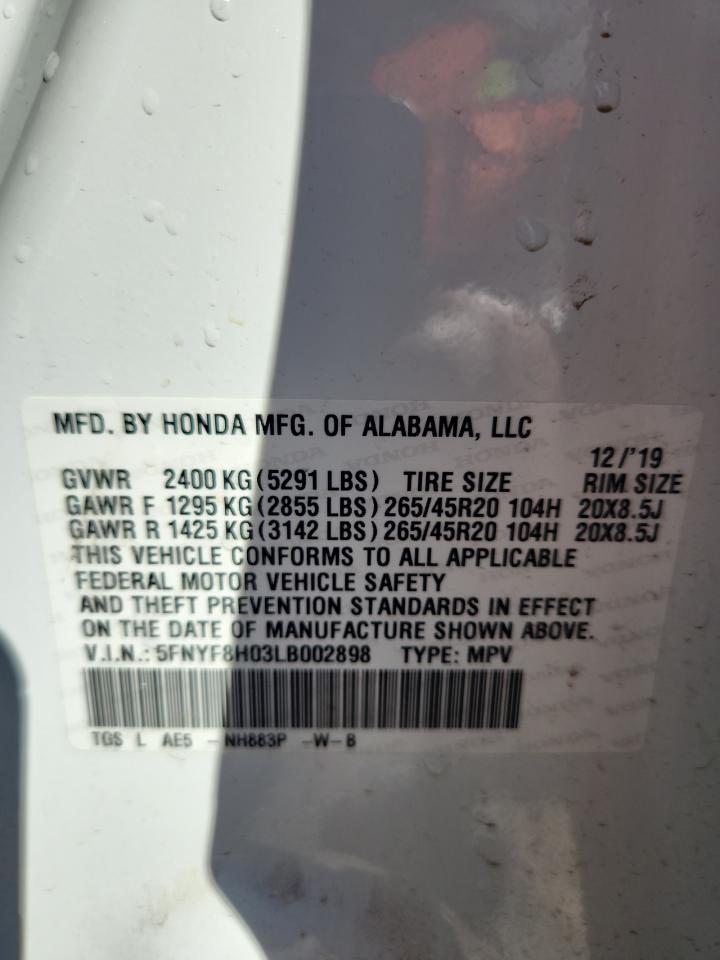 MFD. BY HONDA MFG. OF ALABAMA, LLC
12/'19
GVWR 2400 KG (5291 LBS) TIRE SIZE RIM SIZE
GAWR F 1295 KG (2855 LBS) 265/45R20 104H 20X8.5J
GAWR R 1425 KG (3142 LBS) 265/45R20 104H 20X8.5J
THIS VEHICLE CONFORMS TO ALL APPLICABLE
FEDERAL MOTOR VEHICLE SAFETY
AND THEFT PREVENTION STANDARDS IN EFFECT
ON THE DATE OF MANUFACTURE SHOWN ABOVE.
V.I.N.: 5FNYF8H03LB002898 TYPE: MPV
TGS L AE5 -NH883P -W-B